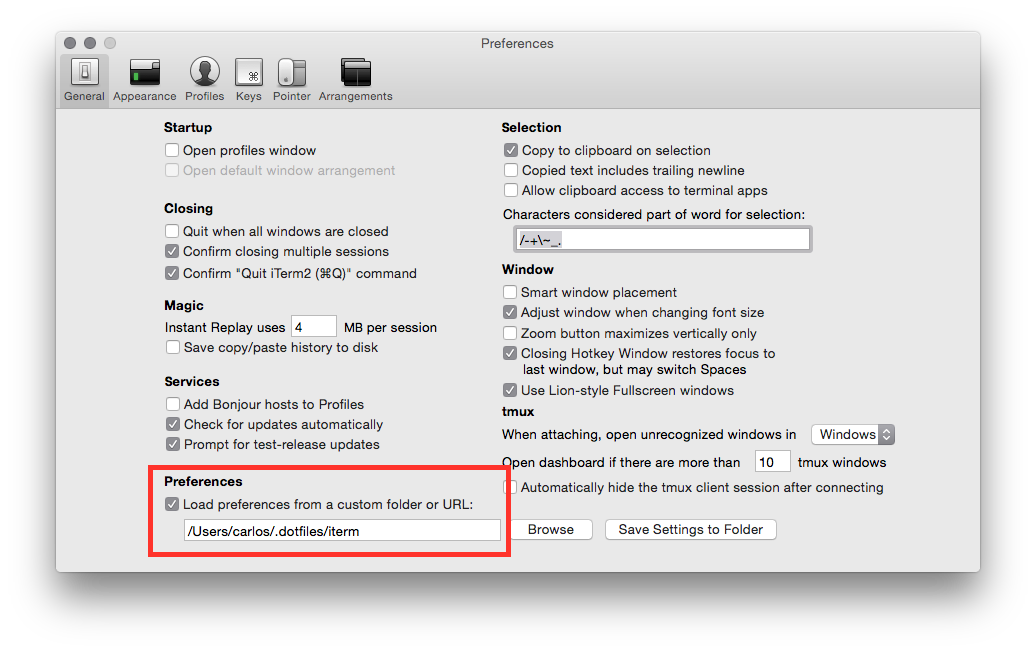 Preferences
General Appearance Profiles Keys Pointer Arrangements
Startup
Open profiles window
Open default window arrangement
Closing
Quit when all windows are closed
Confirm closing multiple sessions
Confirm "Quit iTerm2 (⌘Q)" command
Magic
Instant Replay uses 4 MB per session
Save copy/paste history to disk
Services
Add Bonjour hosts to Profiles
Check for updates automatically
Prompt for test-release updates
Preferences
Load preferences from a custom folder or URL:
/Users/carlos/.dotfiles/iterm
Selection
Copy to clipboard on selection
Copied text includes trailing newline
Allow clipboard access to terminal apps
Characters considered part of word for selection:
/-+\~_.
Window
Smart window placement
Adjust window when changing font size
Zoom button maximizes vertically only
Closing Hotkey Window restores focus to
last window, but may switch Spaces
Use Lion-style Fullscreen windows
tmux
When attaching, open unrecognized windows in Windows
Open dashboard if there are more than 10 tmux windows
Automatically hide the tmux client session after connecting
Browse Save Settings to Folder